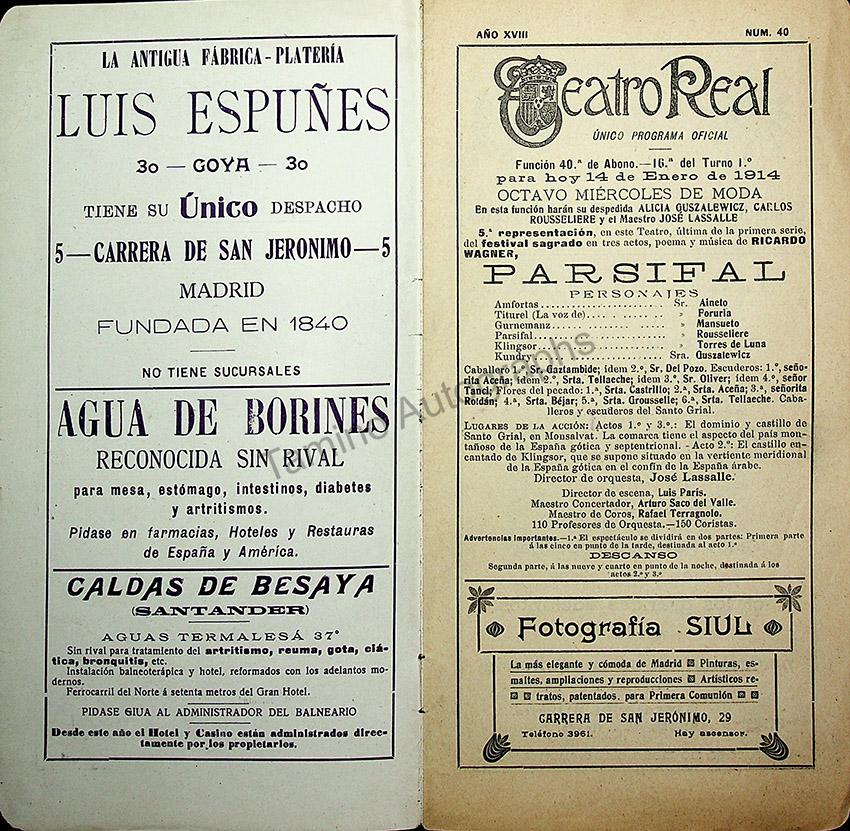 LA ANTIGUA FÁBRICA - PLATERÍA
LUIS ESPUÑES
30 — GOYA — 30
TIENE SU Único DESPACHO
5—CARRERA DE SAN JERONIMO—5
MADRID
FUNDADA EN 1840
NO TIENE SUCURSALES
AGUA DE BORINES
RECONOCIDA SIN RIVAL
para mesa, estómago, intestinos, diabetes
y artritismos.
Pidase en farmacias, Hoteles y Restauras
de España y América.
CALDAS DE BESAYA
(SANTANDER)
AGUAS TERMALESÁ 37°
Sin rival para tratamiento del artritismo, reuma, gota, ciá-
tica, bronquitis, etc.
Instalación balneoterápica y hotel, reformados con los adelantos mo-
dernos.
Ferrocarril del Norte á setenta metros del Gran Hotel.
PIDASE GIUA AL ADMINISTRADOR DEL BALNEARIO
Desde este año el Hotel y Casino están administrados direc-
tamente por los propietarios.
AÑO XVIII NUM. 40
Teatro Real
ÚNICO PROGRAMA OFICIAL
Función 40.ª de Abono.—16.ª del Turno 1.º
para hoy 14 de Enero de 1914
OCTAVO MIÉRCOLES DE MODA
En esta función harán su despedida ALICIA GUSZALEWICZ, CARLOS
ROUSSELIERE y el Maestro JOSÉ LASSALLE
5.ª representación, en este Teatro, última de la primera serie,
del festival sagrado en tres actos, poema y música de RICARDO
WAGNER,
PARSIFAL
PERSONAJES
Amfortas Sr. Aineto
Titurel (La voz de) » Foruria
Gurnemanz » Mansueto
Parsifal » Rousseliere
Klingsor » Torres de Luna
Kundry Sra. Guszalewicz
Caballero 1.º, Sr. Gaztambide; idem 2.º, Sr. Del Pozo. Escuderos: 1.º, seño-
rita Aceña; idem 2.º, Srta. Tellaeche; idem 3.º, Sr. Oliver; idem 4.º, señor
Tanci; Flores del pecado: 1.ª, Srta. Castrillo; 2.ª, Srta. Aceña; 3.ª, señorita
Roldán; 4.ª, Srta. Béjar; 5.ª, Srta. Grousselle; 6.ª, Srta. Tellaeche. Caba-
lleros y escuderos del Santo Grial.
LUGARES DE LA ACCIÓN: Actos 1.º y 3.º: El dominio y castillo de
Santo Grial, en Monsalvat. La comarca tiene el aspecto del país mon-
tañoso de la España gótica y septentrional. - Acto 2.º: El castillo en-
cantado de Klingsor, que se supone situado en la vertiente meridional
de la España gótica en el confín de la España árabe.
Director de orquesta, José Lassalle.
Director de escena, Luis París.
Maestro Concertador, Arturo Saco del Valle.
Maestro de Coros, Rafael Terragnolo.
110 Profesores de Orquesta.—150 Coristas.
Advertencias importantes.—1.ª El espectáculo se dividirá en dos partes: Primera parte
á las cinco en punto de la tarde, destinada al acto 1.º
DESCANSO
Segunda parte, á las nueve y cuarto en punto de la noche, destinada á los
actos 2.º y 3.º
Fotografía SIUL
La más elegante y cómoda de Madrid Pinturas, es-
maltes, ampliaciones y reproducciones Artísticos re-
tratos, patentados, para Primera Comunión
CARRERA DE SAN JERÓNIMO, 29
Teléfono 3961. Hay ascensor.
Tamino Autographs